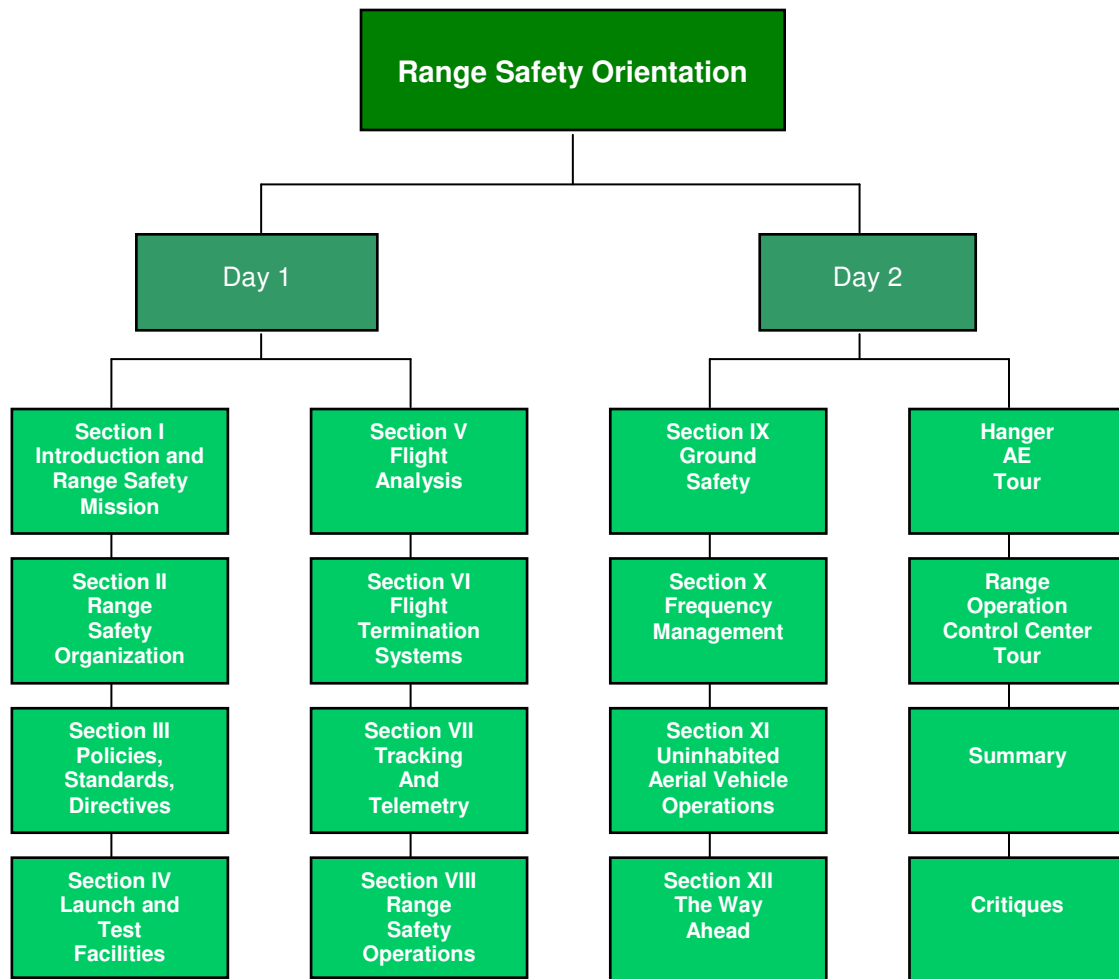 Range Safety Orientation
Day 1
Day 2
Section I
Introduction and
Range Safety
Mission
Section II
Range
Safety
Organization
Section III
Policies,
Standards,
Directives
Section IV
Launch and
Test
Facilities
Section V
Flight
Analysis
Section VI
Flight
Termination
Systems
Section VII
Tracking
And
Telemetry
Section VIII
Range
Safety
Operations
Section IX
Ground
Safety
Section X
Frequency
Management
Section XI
Uninhabited
Aerial Vehicle
Operations
Section XII
The Way
Ahead
Hanger
AE
Tour
Range
Operation
Control Center
Tour
Summary
Critiques